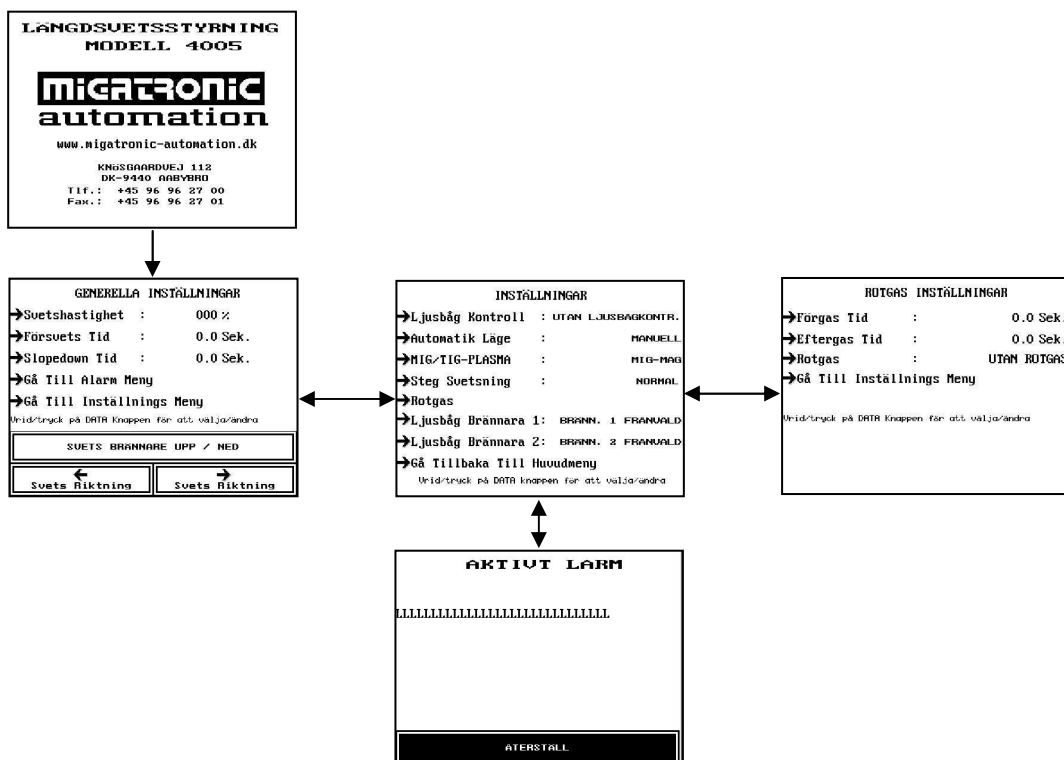 LÄNGDSVETSSTYRNING
MODELL 4005
MIGATRONIC
automation
www.migatronic-automation.dk
KNöSGAARDVEJ 112
DK-9440 AABYBRO
Tlf.: +45 96 96 27 00
Fax.: +45 96 96 27 01
GENERELLA INSTÄLLNINGAR
→Svetshastighet : 000 %
→Försvets Tid : 0.0 Sek.
→Slopedown Tid : 0.0 Sek.
→Gå Till Alarm Meny
→Gå Till Inställnings Meny
Vrid/tryck på DATA Knappen för att välja/ändra
SVETS BRANNARE UPP / NED
←
Svets Riktning
→
Svets Riktning
INSTÄLLNINGAR
→Ljusbåg Kontroll : UTAN LJUSBAGKONTR.
→Automatik Läge : MANUELL
→MIG/TIG-PLASMA : MIG-MAG
→Steg Svetsning : NORMAL
→Rotgas
→Ljusbåg Brännara 1: BRÄNN. 1 FRANVALD
→Ljusbåg Brännara 2: BRÄNN. 2 FRANVALD
→Gå Tillbaka Till Huvudmeny
Vrid/tryck på DATA knappen för att välja/ändra
ROTGAS INSTÄLLNINGAR
→Förgas Tid : 0.0 Sek.
→Eftergas Tid : 0.0 Sek.
→Rotgas : UTAN ROTGAS
→Gå Till Inställnings Meny
Vrid/tryck på DATA Knappen för att välja/ändra
AKTIVT LARM
LLLLLLLLLLLLLLLLLLLLLLLLLLLLLL
ATERSTÄLL